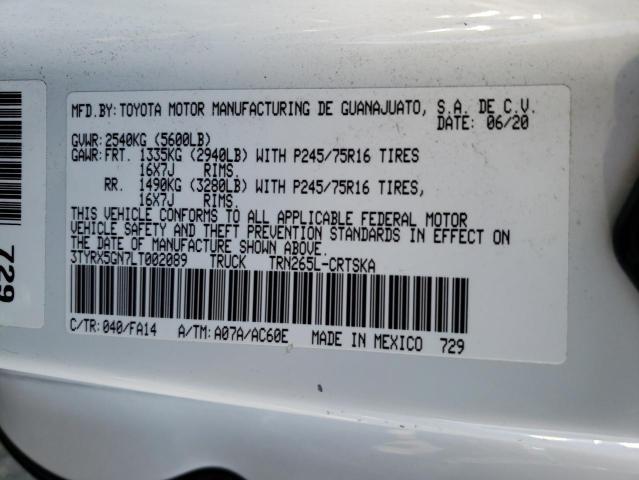 MFD.BY: TOYOTA MOTOR MANUFACTURING DE GUANAJUATO, S.A. DE C.V.
DATE: 06/20
GVWR: 2540KG (5600LB)
GAWR: FRT. 1335KG (2940LB) WITH P245/75R16 TIRES
16X7J RIMS.
RR. 1490KG (3280LB) WITH P245/75R16 TIRES,
16X7J RIMS.
THIS VEHICLE CONFORMS TO ALL APPLICABLE FEDERAL MOTOR
VEHICLE SAFETY AND THEFT PREVENTION STANDARDS IN EFFECT ON
THE DATE OF MANUFACTURE SHOWN ABOVE.
3TYRX5GN7LT002089 TRUCK TRN265L-CRTSKA
C/TR: 040/FA14 A/TM: A07A/AC60E MADE IN MEXICO 729
729